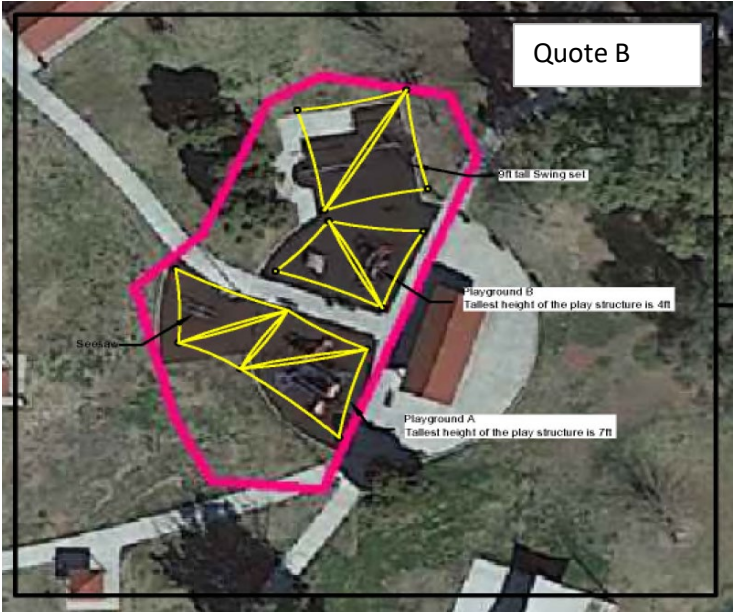 Quote B
9ft tall Swing set
Playground B
Tallest height of the play structure is 4ft
Seesaw
Playground A
Tallest height of the play structure is 7ft